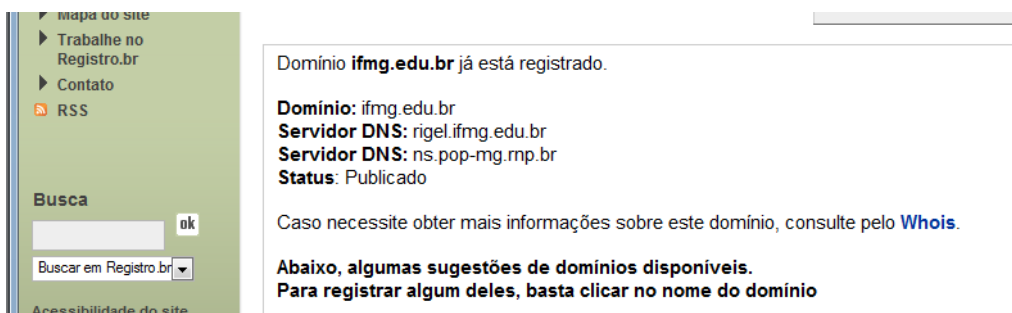 Mapa do site
Trabalhe no
Registro.br
Contato
RSS
Busca
ok
Buscar em Registro.br
Acessibilidade do site
Domínio ifmg.edu.br já está registrado.
Domínio: ifmg.edu.br
Servidor DNS: rigel.ifmg.edu.br
Servidor DNS: ns.pop-mg.rnp.br
Status: Publicado
Caso necessite obter mais informações sobre este domínio, consulte pelo Whois.
Abaixo, algumas sugestões de domínios disponíveis.
Para registrar algum deles, basta clicar no nome do domínio